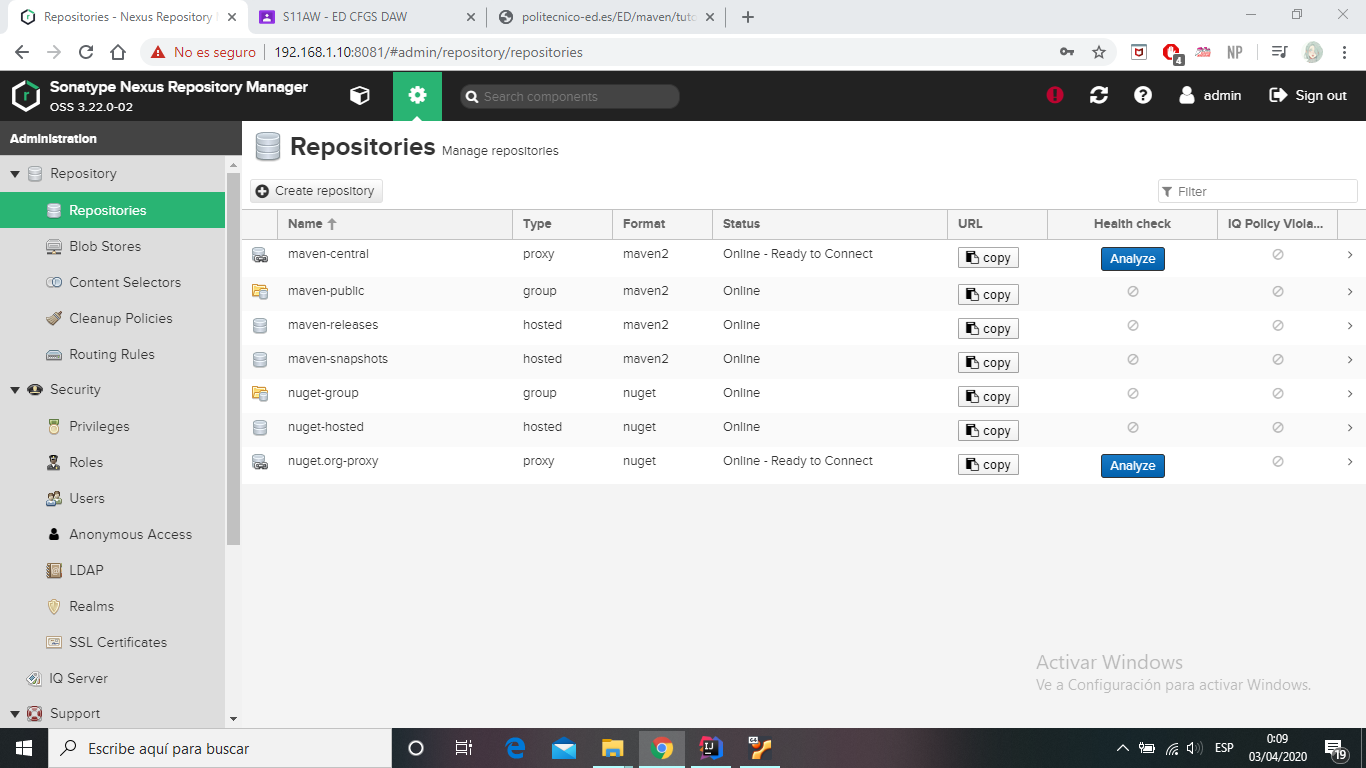 Repositories - Nexus Repository
S11AW - ED CFGS DAW
politecnico-ed.es/ED/maven/tuto
No es seguro
192.168.1.10:8081/#admin/repository/repositories
4
NP
Sonatype Nexus Repository Manager
OSS 3.22.0-02
Search components
admin
Sign out
Administration
Repositories Manage repositories
Repository
Repositories
Blob Stores
Content Selectors
Cleanup Policies
Routing Rules
Security
Privileges
Roles
Users
Anonymous Access
LDAP
Realms
SSL Certificates
IQ Server
Support
Create repository
Filter
Name Type Format Status URL Health check IQ Policy Viola...
maven-central proxy maven2 Online - Ready to Connect copy Analyze
maven-public group maven2 Online copy
maven-releases hosted maven2 Online copy
maven-snapshots hosted maven2 Online copy
nuget-group group nuget Online copy
nuget-hosted hosted nuget Online copy
nuget.org-proxy proxy nuget Online - Ready to Connect copy Analyze
Activar Windows
Ve a Configuración para activar Windows.
Escribe aquí para buscar
ESP
0:09
03/04/2020
19